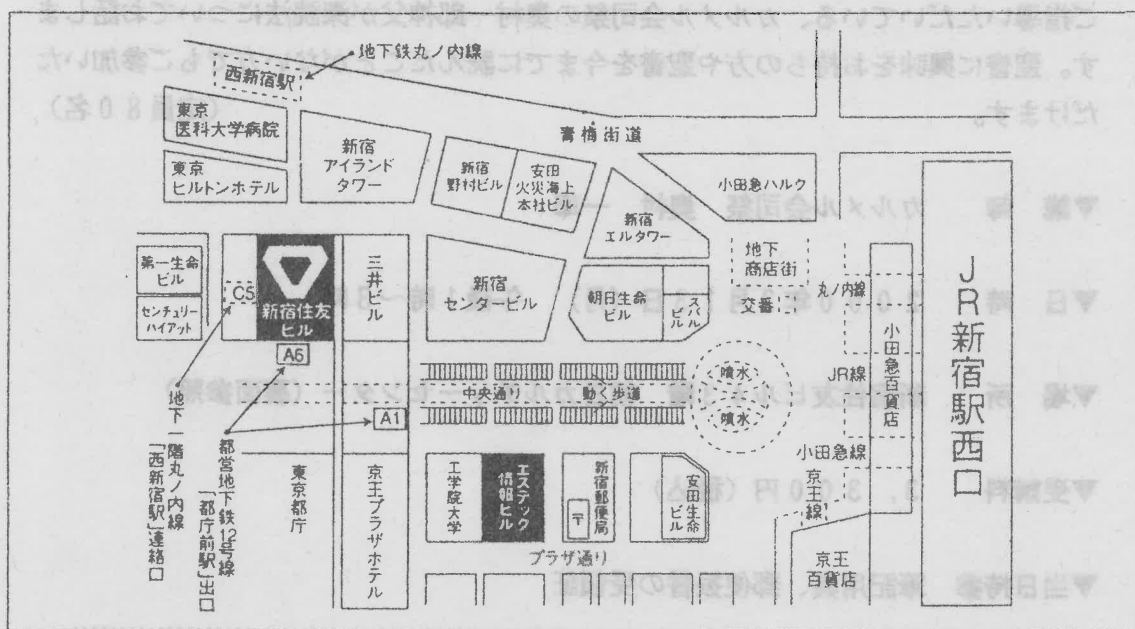 地下鉄丸ノ内線
西新宿駅
東京
医科大学病院
東京
ヒルトンホテル
新宿
アイランド
タワー
新宿
野村ビル
安田
火災海上
本社ビル
青梅街道
新宿
エルタワー
小田急ハルク
地下
商店街
丸ノ内線
交番
第一生命
ビル
センチュリー
ハイアット
C5
新宿住友
ビル
A6
三井ビル
新宿
センタービル
朝日生命
ビル
スバル
ビル
小田急百貨店
JR新宿駅西口
中央通り
動く歩道
噴水
噴水
JR線
小田急線
京王線
A1
地下一階丸ノ内線
「西新宿駅」連絡口
都営地下鉄12号線
「都庁前駅」出口
東京都庁
京王プラザホテル
工学院大学
エステック
情報ビル
新宿郵便局
〒
安田生命
ビル
プラザ通り
京王
百貨店